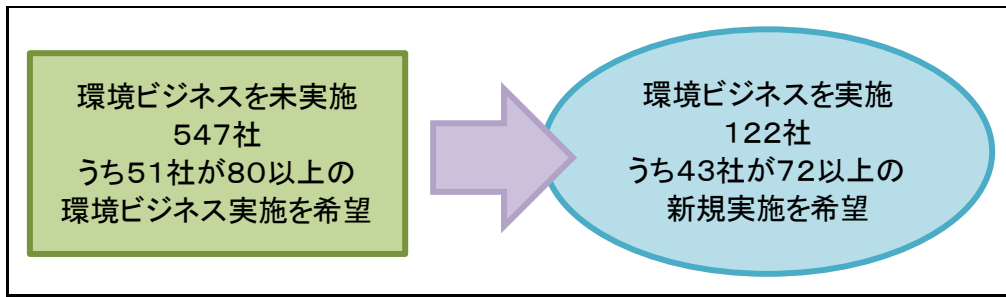 環境ビジネスを未実施
５４７社
うち５１社が８０以上の
環境ビジネス実施を希望
環境ビジネスを実施
１２２社
うち４３社が７２以上の
新規実施を希望